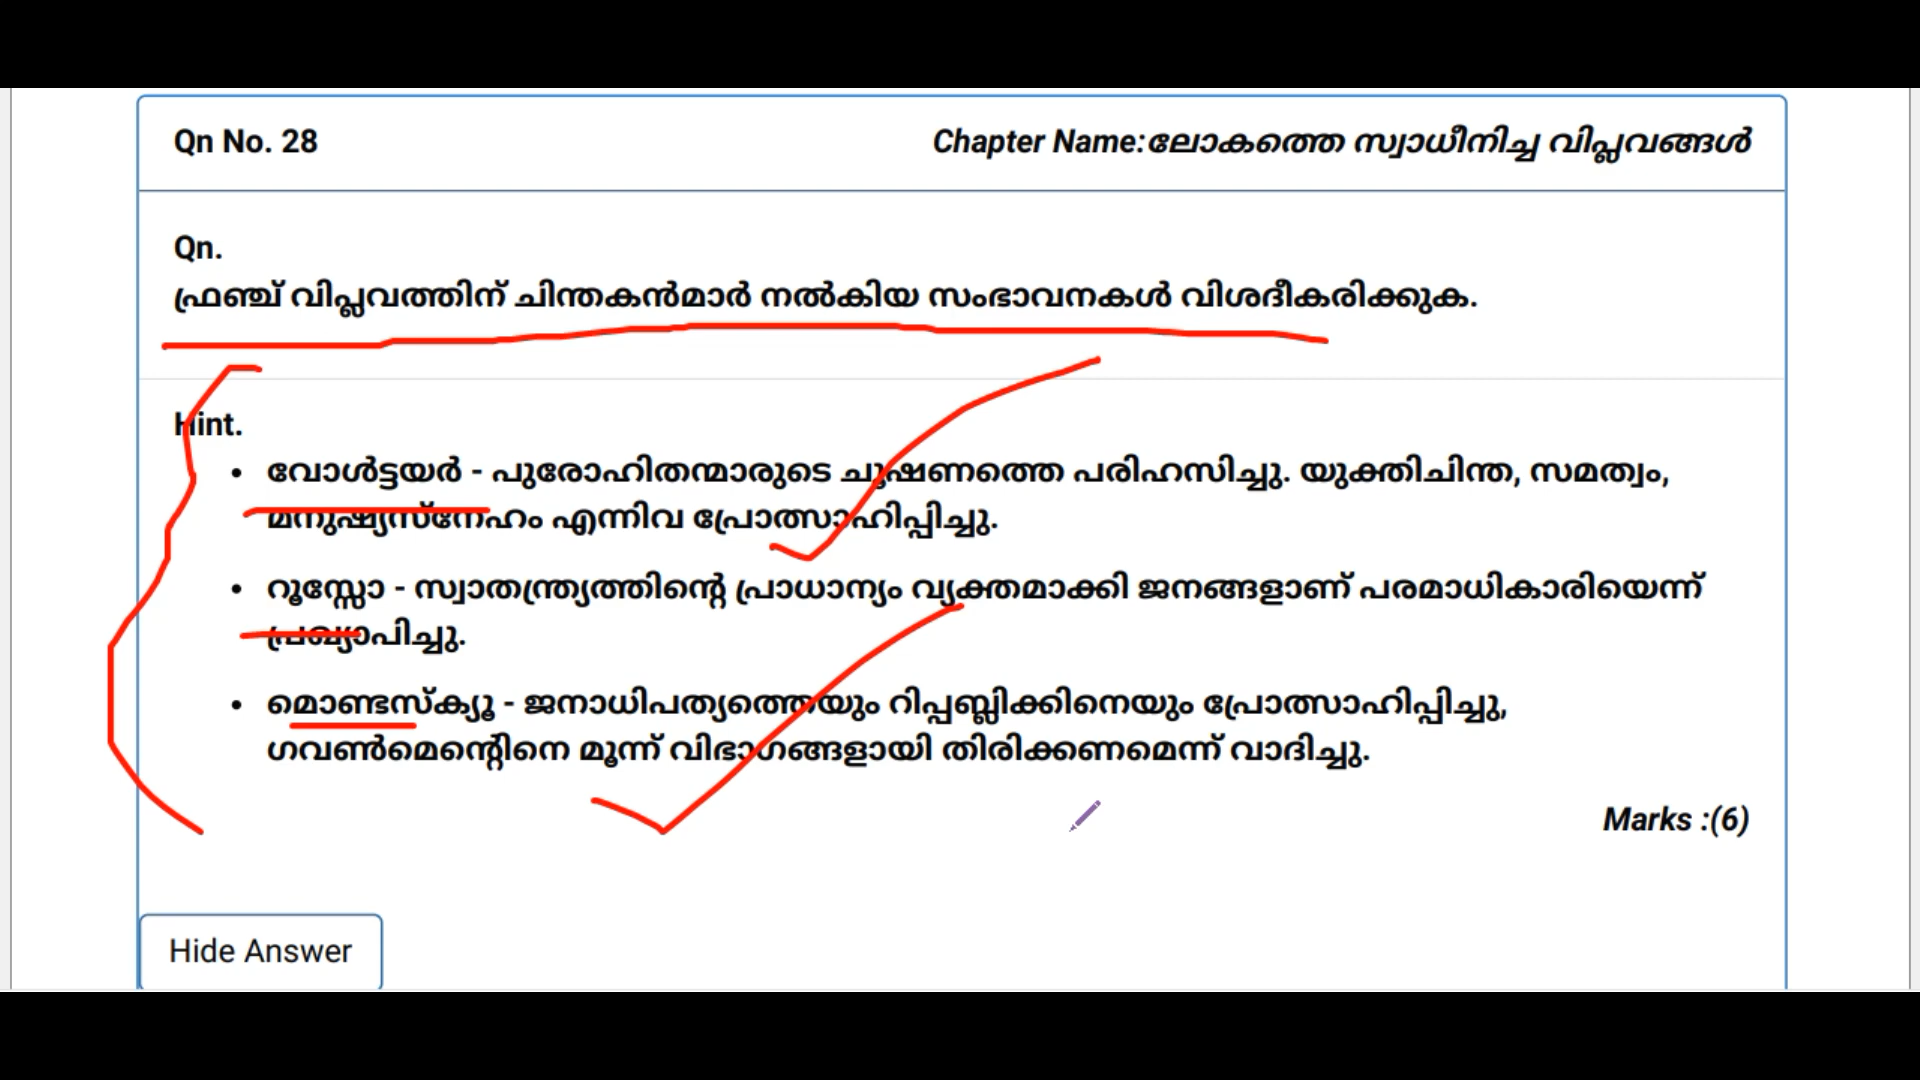 Qn No. 28
Chapter Name:ലോകത്തെ സ്വാധീനിച്ച വിപ്ലവങ്ങൾ
Qn.
ഫ്രഞ്ച് വിപ്ലവത്തിന് ചിന്തകൻമാർ നൽകിയ സംഭാവനകൾ വിശദീകരിക്കുക.
Hint.
• വോൾട്ടയർ - പുരോഹിതന്മാരുടെ ചൂഷണത്തെ പരിഹസിച്ചു. യുക്തിചിന്ത, സമത്വം,
മനുഷ്യസ്നേഹം എന്നിവ പ്രോത്സാഹിപ്പിച്ചു.
• റൂസ്സോ - സ്വാതന്ത്ര്യത്തിന്റെ പ്രാധാന്യം വ്യക്തമാക്കി ജനങ്ങളാണ് പരമാധികാരിയെന്ന്
പ്രഖ്യാപിച്ചു.
• മൊണ്ടസ്ക്യൂ - ജനാധിപത്യത്തെയും റിപ്പബ്ലിക്കിനെയും പ്രോത്സാഹിപ്പിച്ചു,
ഗവൺമെന്റിനെ മൂന്ന് വിഭാഗങ്ങളായി തിരിക്കണമെന്ന് വാദിച്ചു.
Marks :(6)
Hide Answer